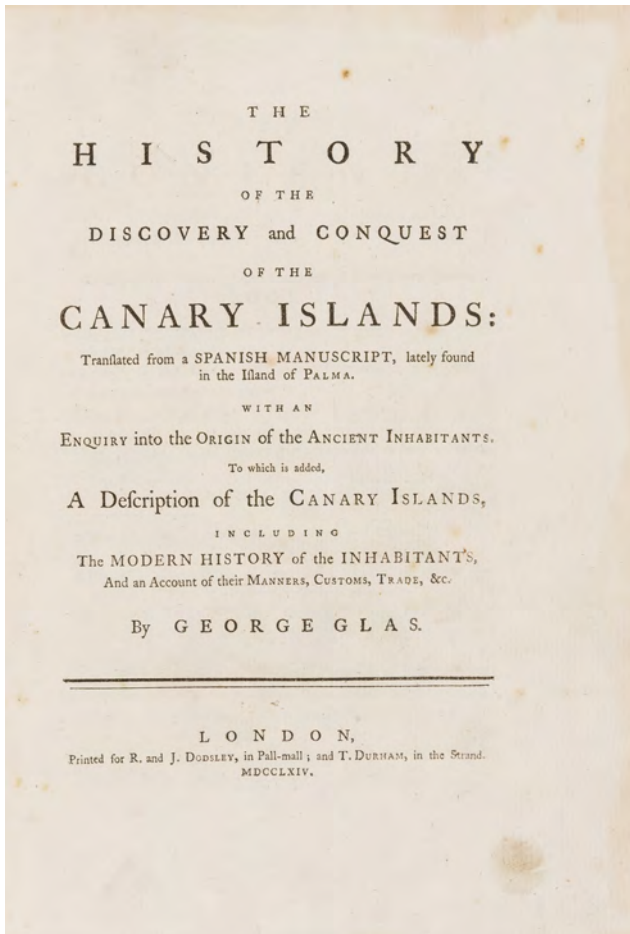 THE
HISTORY
OF THE
DISCOVERY and CONQUEST
OF THE
CANARY ISLANDS:
Tranſlated from a SPANISH MANUSCRIPT, lately found
in the Iſland of PALMA.
WITH AN
ENQUIRY into the ORIGIN of the ANCIENT INHABITANTS.
To which is added,
A Deſcription of the CANARY ISLANDS,
INCLUDING
The MODERN HISTORY of the INHABITANTS,
And an Account of their MANNERS, CUSTOMS, TRADE, &c.
By GEORGE GLAS.
LONDON,
Printed for R. and J. DODSLEY, in Pall-mall; and T. DURHAM, in the Strand.
MDCCLXIV.